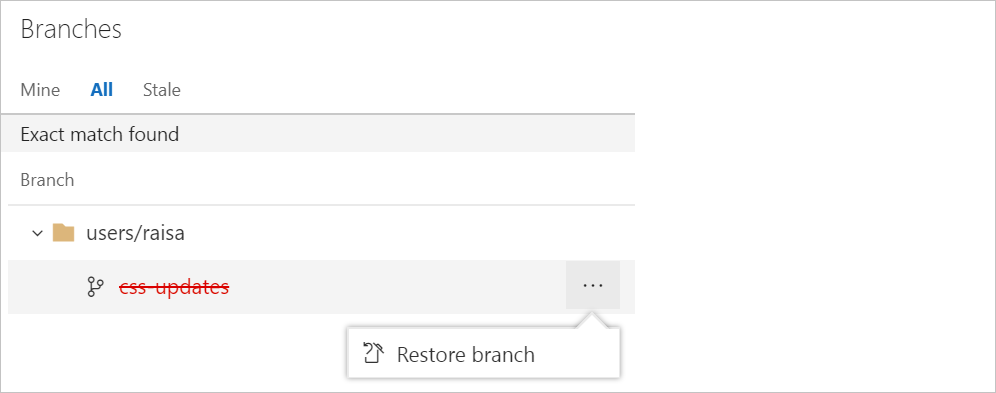 Branches
Mine All Stale
Exact match found
Branch
users/raisa
css-updates
...
Restore branch